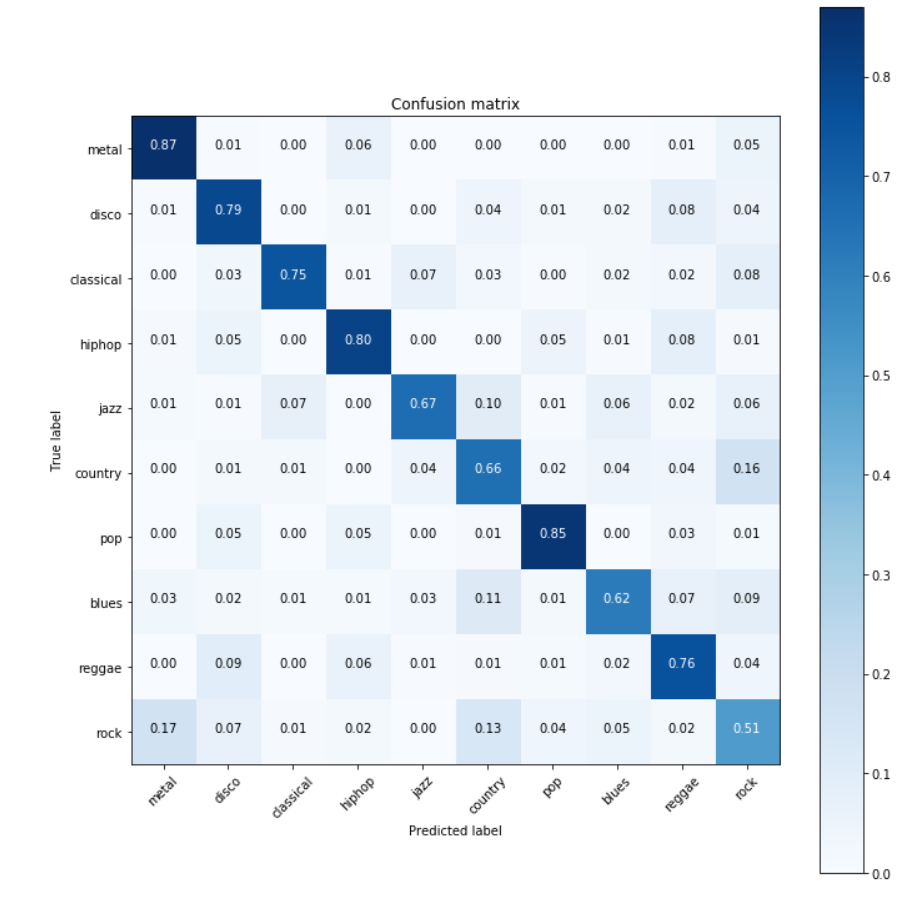 Confusion matrix
True label
metal 0.87 0.01 0.00 0.06 0.00 0.00 0.00 0.00 0.01 0.05
disco 0.01 0.79 0.00 0.01 0.00 0.04 0.01 0.02 0.08 0.04
classical 0.00 0.03 0.75 0.01 0.07 0.03 0.00 0.02 0.02 0.08
hiphop 0.01 0.05 0.00 0.80 0.00 0.00 0.05 0.01 0.08 0.01
jazz 0.01 0.01 0.07 0.00 0.67 0.10 0.01 0.06 0.02 0.06
country 0.00 0.01 0.01 0.00 0.04 0.66 0.02 0.04 0.04 0.16
pop 0.00 0.05 0.00 0.05 0.00 0.01 0.85 0.00 0.03 0.01
blues 0.03 0.02 0.01 0.01 0.03 0.11 0.01 0.62 0.07 0.09
reggae 0.00 0.09 0.00 0.06 0.01 0.01 0.01 0.02 0.76 0.04
rock 0.17 0.07 0.01 0.02 0.00 0.13 0.04 0.05 0.02 0.51
metal disco classical hiphop jazz country pop blues reggae rock
Predicted label
0.8
0.7
0.6
0.5
0.4
0.3
0.2
0.1
0.0